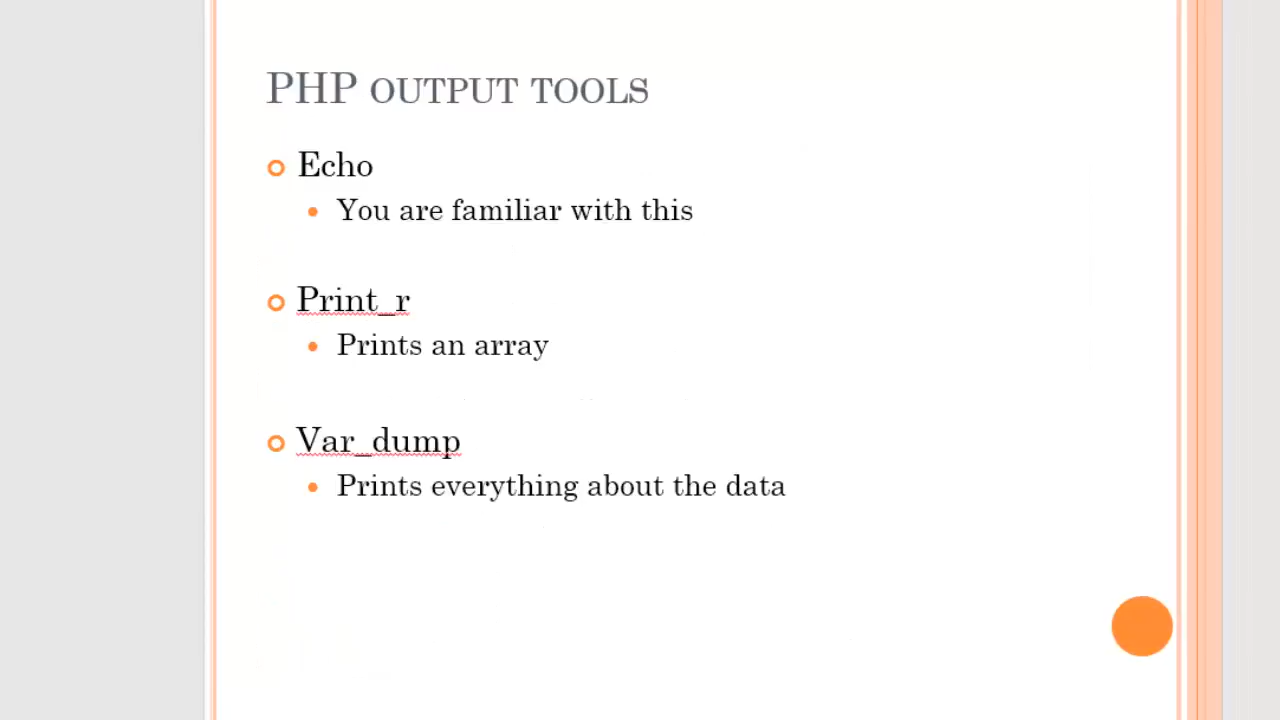 PHP OUTPUT TOOLS
Echo
You are familiar with this
Print_r
Prints an array
Var_dump
Prints everything about the data